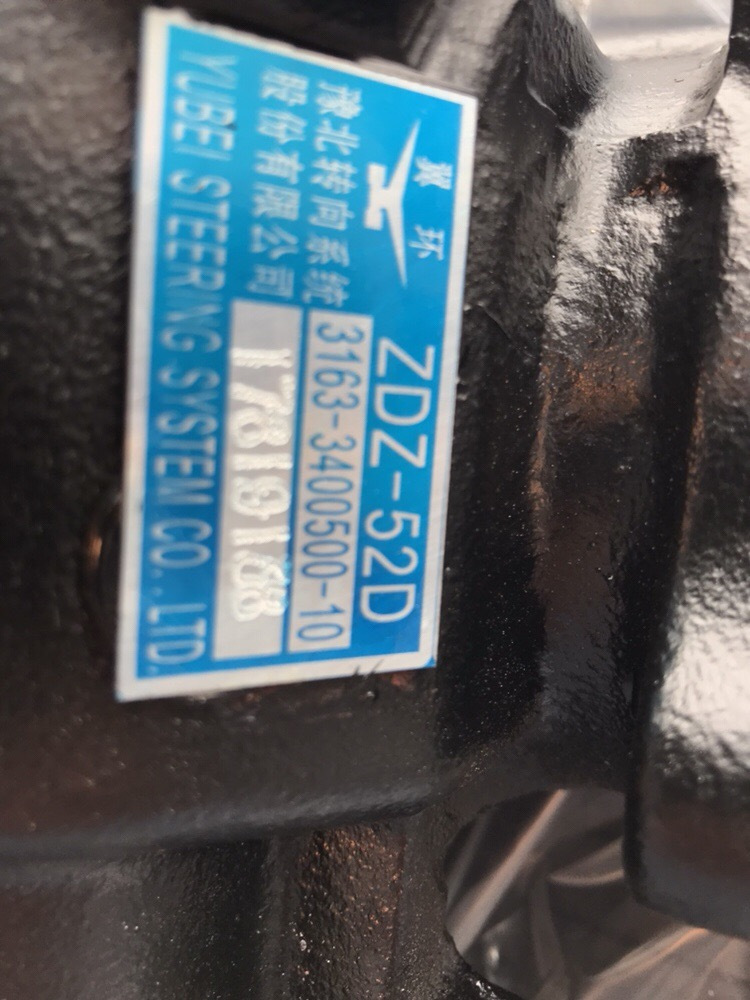 翼环 ZDZ-52D
豫北转向系统 3163-3400500-10
股份有限公司
YUBEI STEERING SYSTEM CO., LTD.